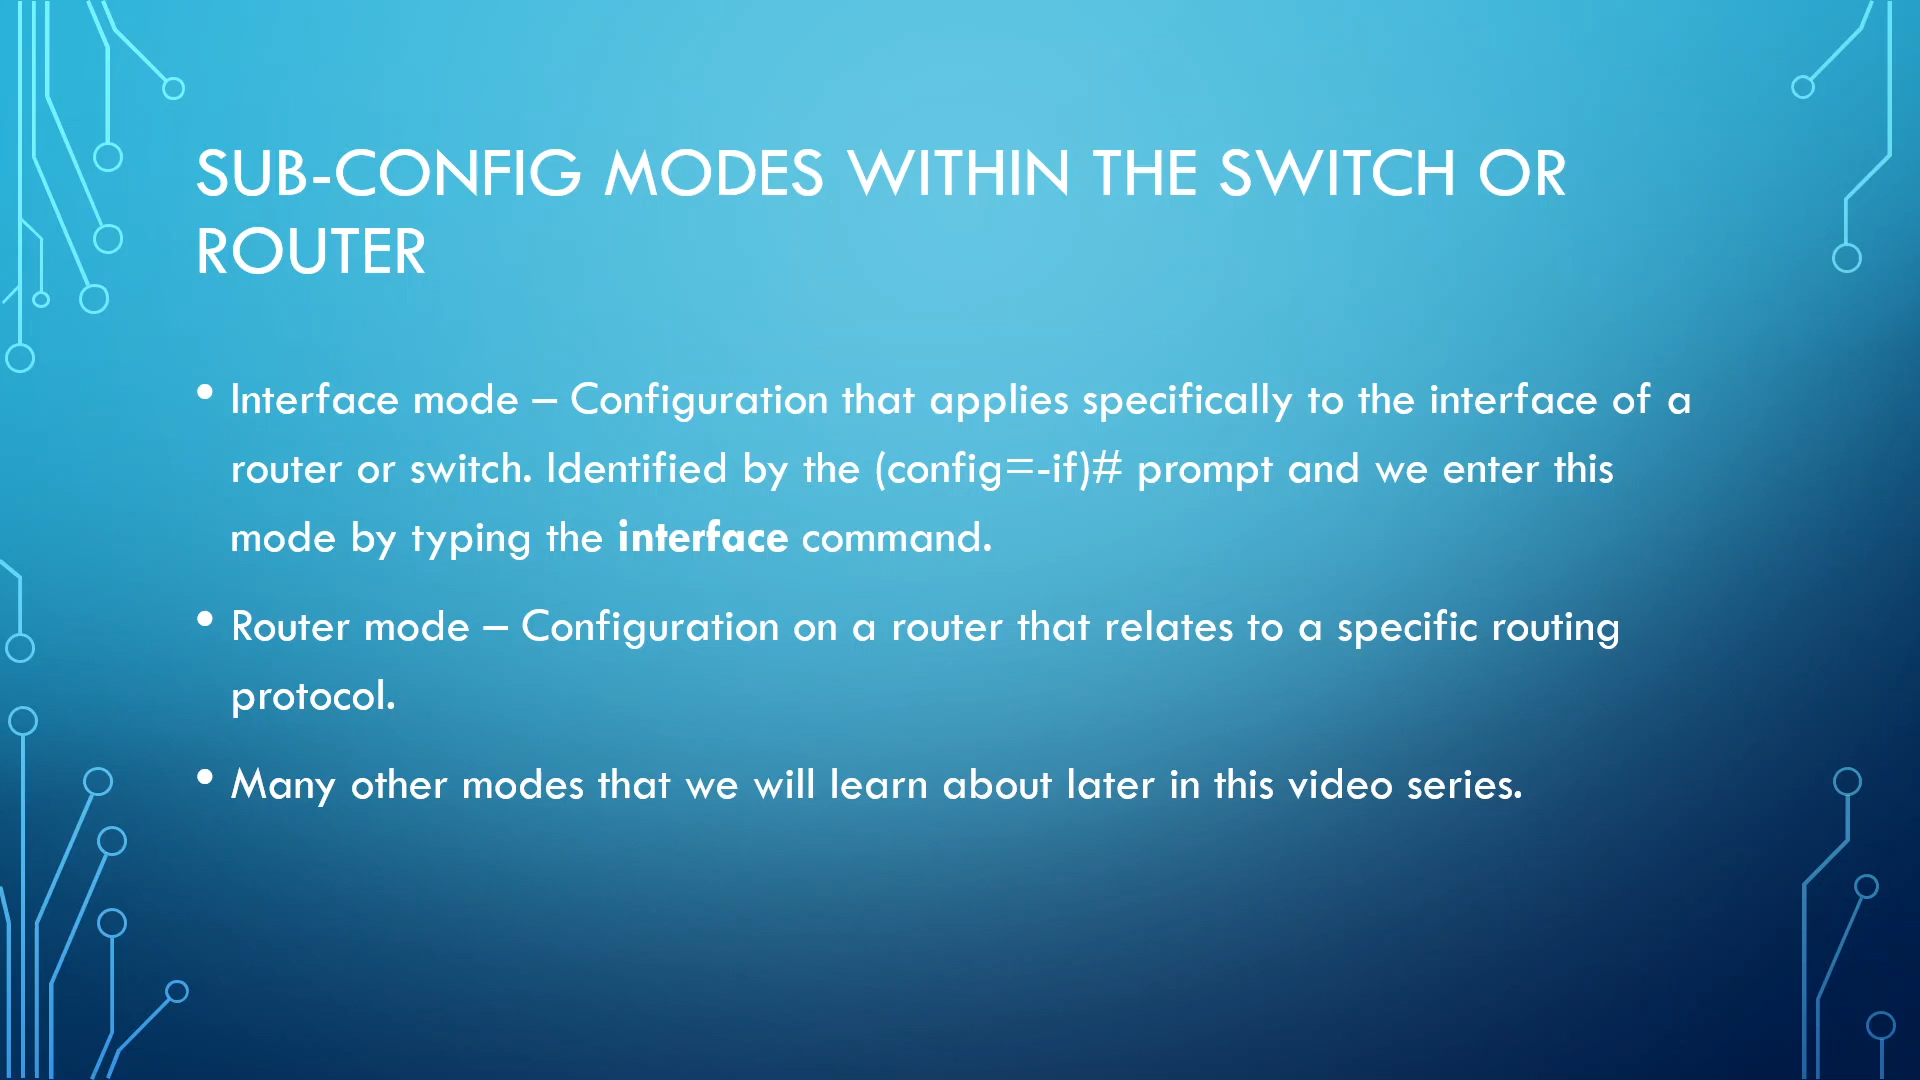 SUB-CONFIG MODES WITHIN THE SWITCH OR
ROUTER
• Interface mode – Configuration that applies specifically to the interface of a
router or switch. Identified by the (config=-if)# prompt and we enter this
mode by typing the interface command.
• Router mode – Configuration on a router that relates to a specific routing
protocol.
• Many other modes that we will learn about later in this video series.